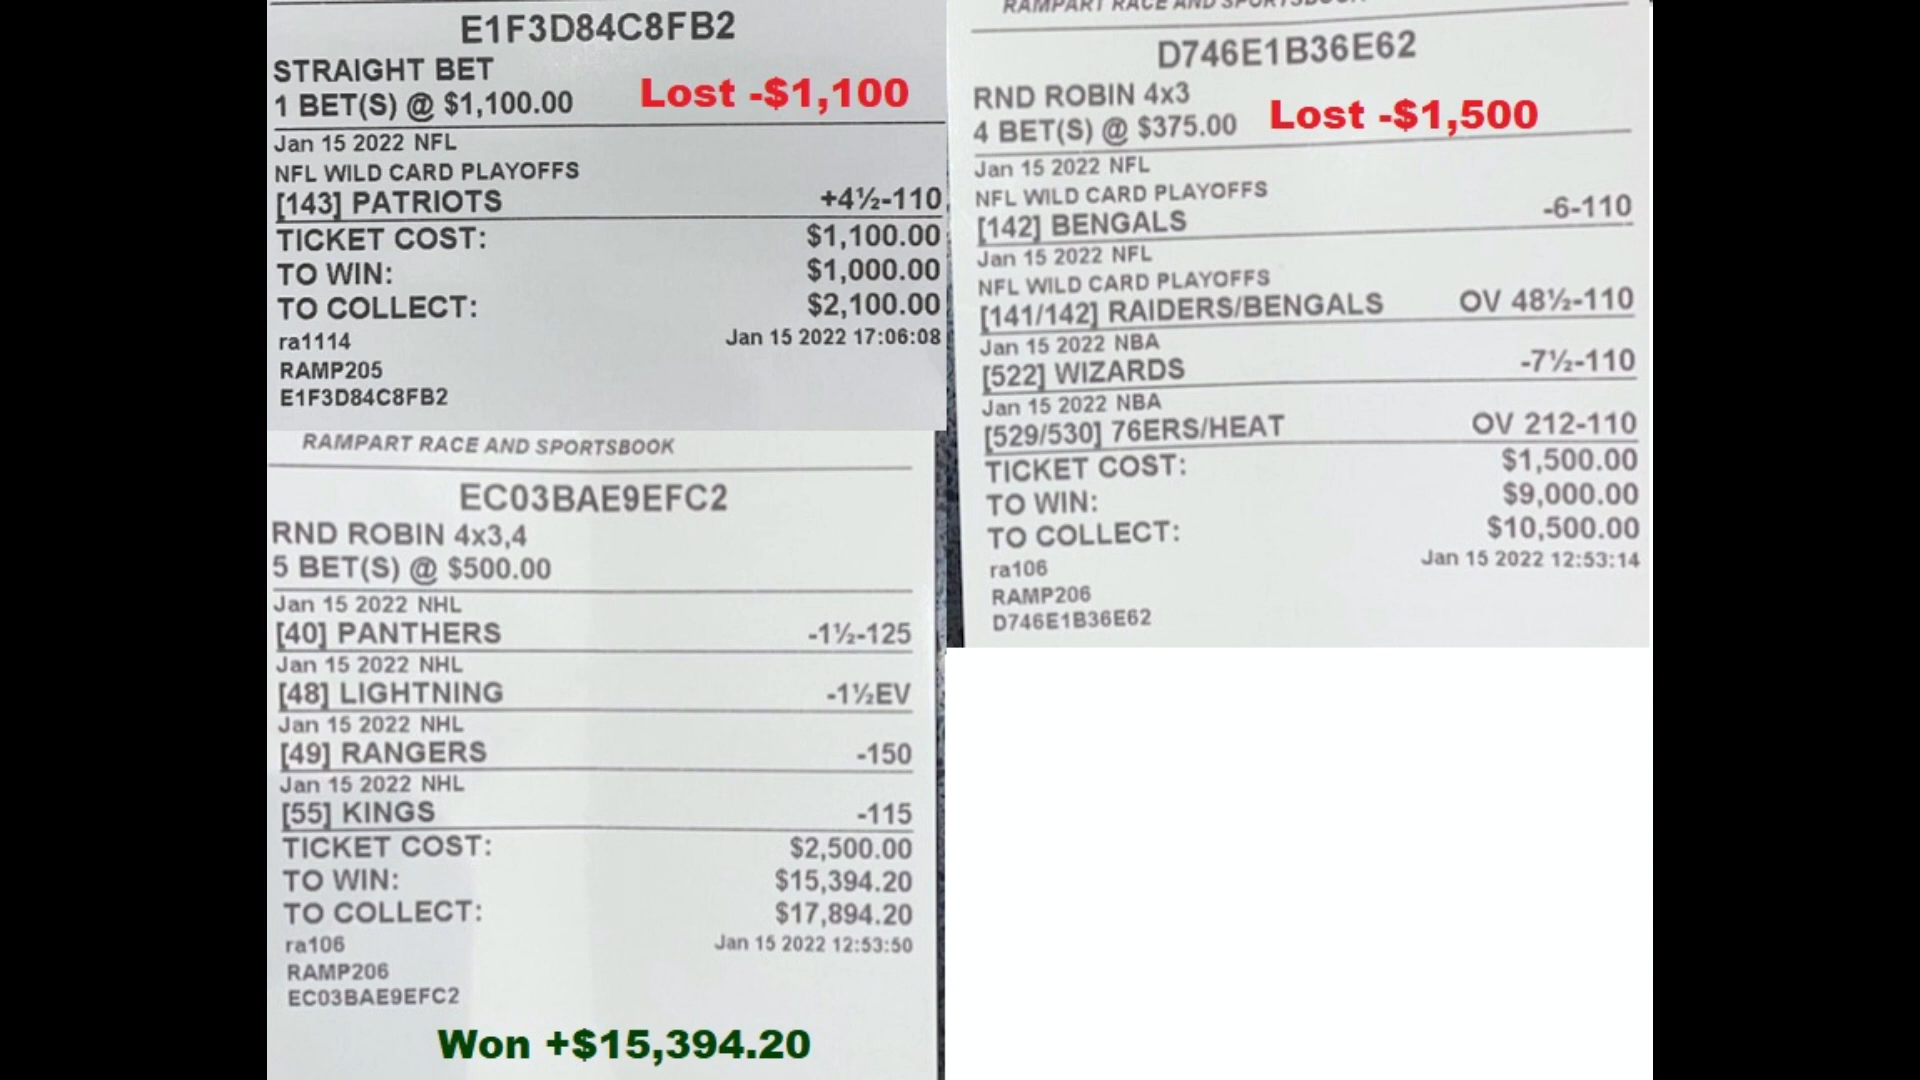 E1F3D84C8FB2
STRAIGHT BET
1 BET(S) @ $1,100.00
Lost -$1,100
Jan 15 2022 NFL
NFL WILD CARD PLAYOFFS
[143] PATRIOTS +4½-110
TICKET COST: $1,100.00
TO WIN: $1,000.00
TO COLLECT: $2,100.00
ra1114 Jan 15 2022 17:06:08
RAMP205
E1F3D84C8FB2
RAMPART RACE AND SPORTSBOOK
EC03BAE9EFC2
RND ROBIN 4x3,4
5 BET(S) @ $500.00
Jan 15 2022 NHL
[40] PANTHERS -1½-125
Jan 15 2022 NHL
[48] LIGHTNING -1½EV
Jan 15 2022 NHL
[49] RANGERS -150
Jan 15 2022 NHL
[55] KINGS -115
TICKET COST: $2,500.00
TO WIN: $15,394.20
TO COLLECT: $17,894.20
ra106 Jan 15 2022 12:53:50
RAMP206
EC03BAE9EFC2
Won +$15,394.20
RAMPART RACE AND SPORTSBOOK
D746E1B36E62
RND ROBIN 4x3
4 BET(S) @ $375.00
Lost -$1,500
Jan 15 2022 NFL
NFL WILD CARD PLAYOFFS
[142] BENGALS -6-110
Jan 15 2022 NFL
NFL WILD CARD PLAYOFFS
[141/142] RAIDERS/BENGALS OV 48½-110
Jan 15 2022 NBA
[522] WIZARDS -7½-110
Jan 15 2022 NBA
[529/530] 76ERS/HEAT OV 212-110
TICKET COST: $1,500.00
TO WIN: $9,000.00
TO COLLECT: $10,500.00
Jan 15 2022 12:53:14
ra106
RAMP206
D746E1B36E62